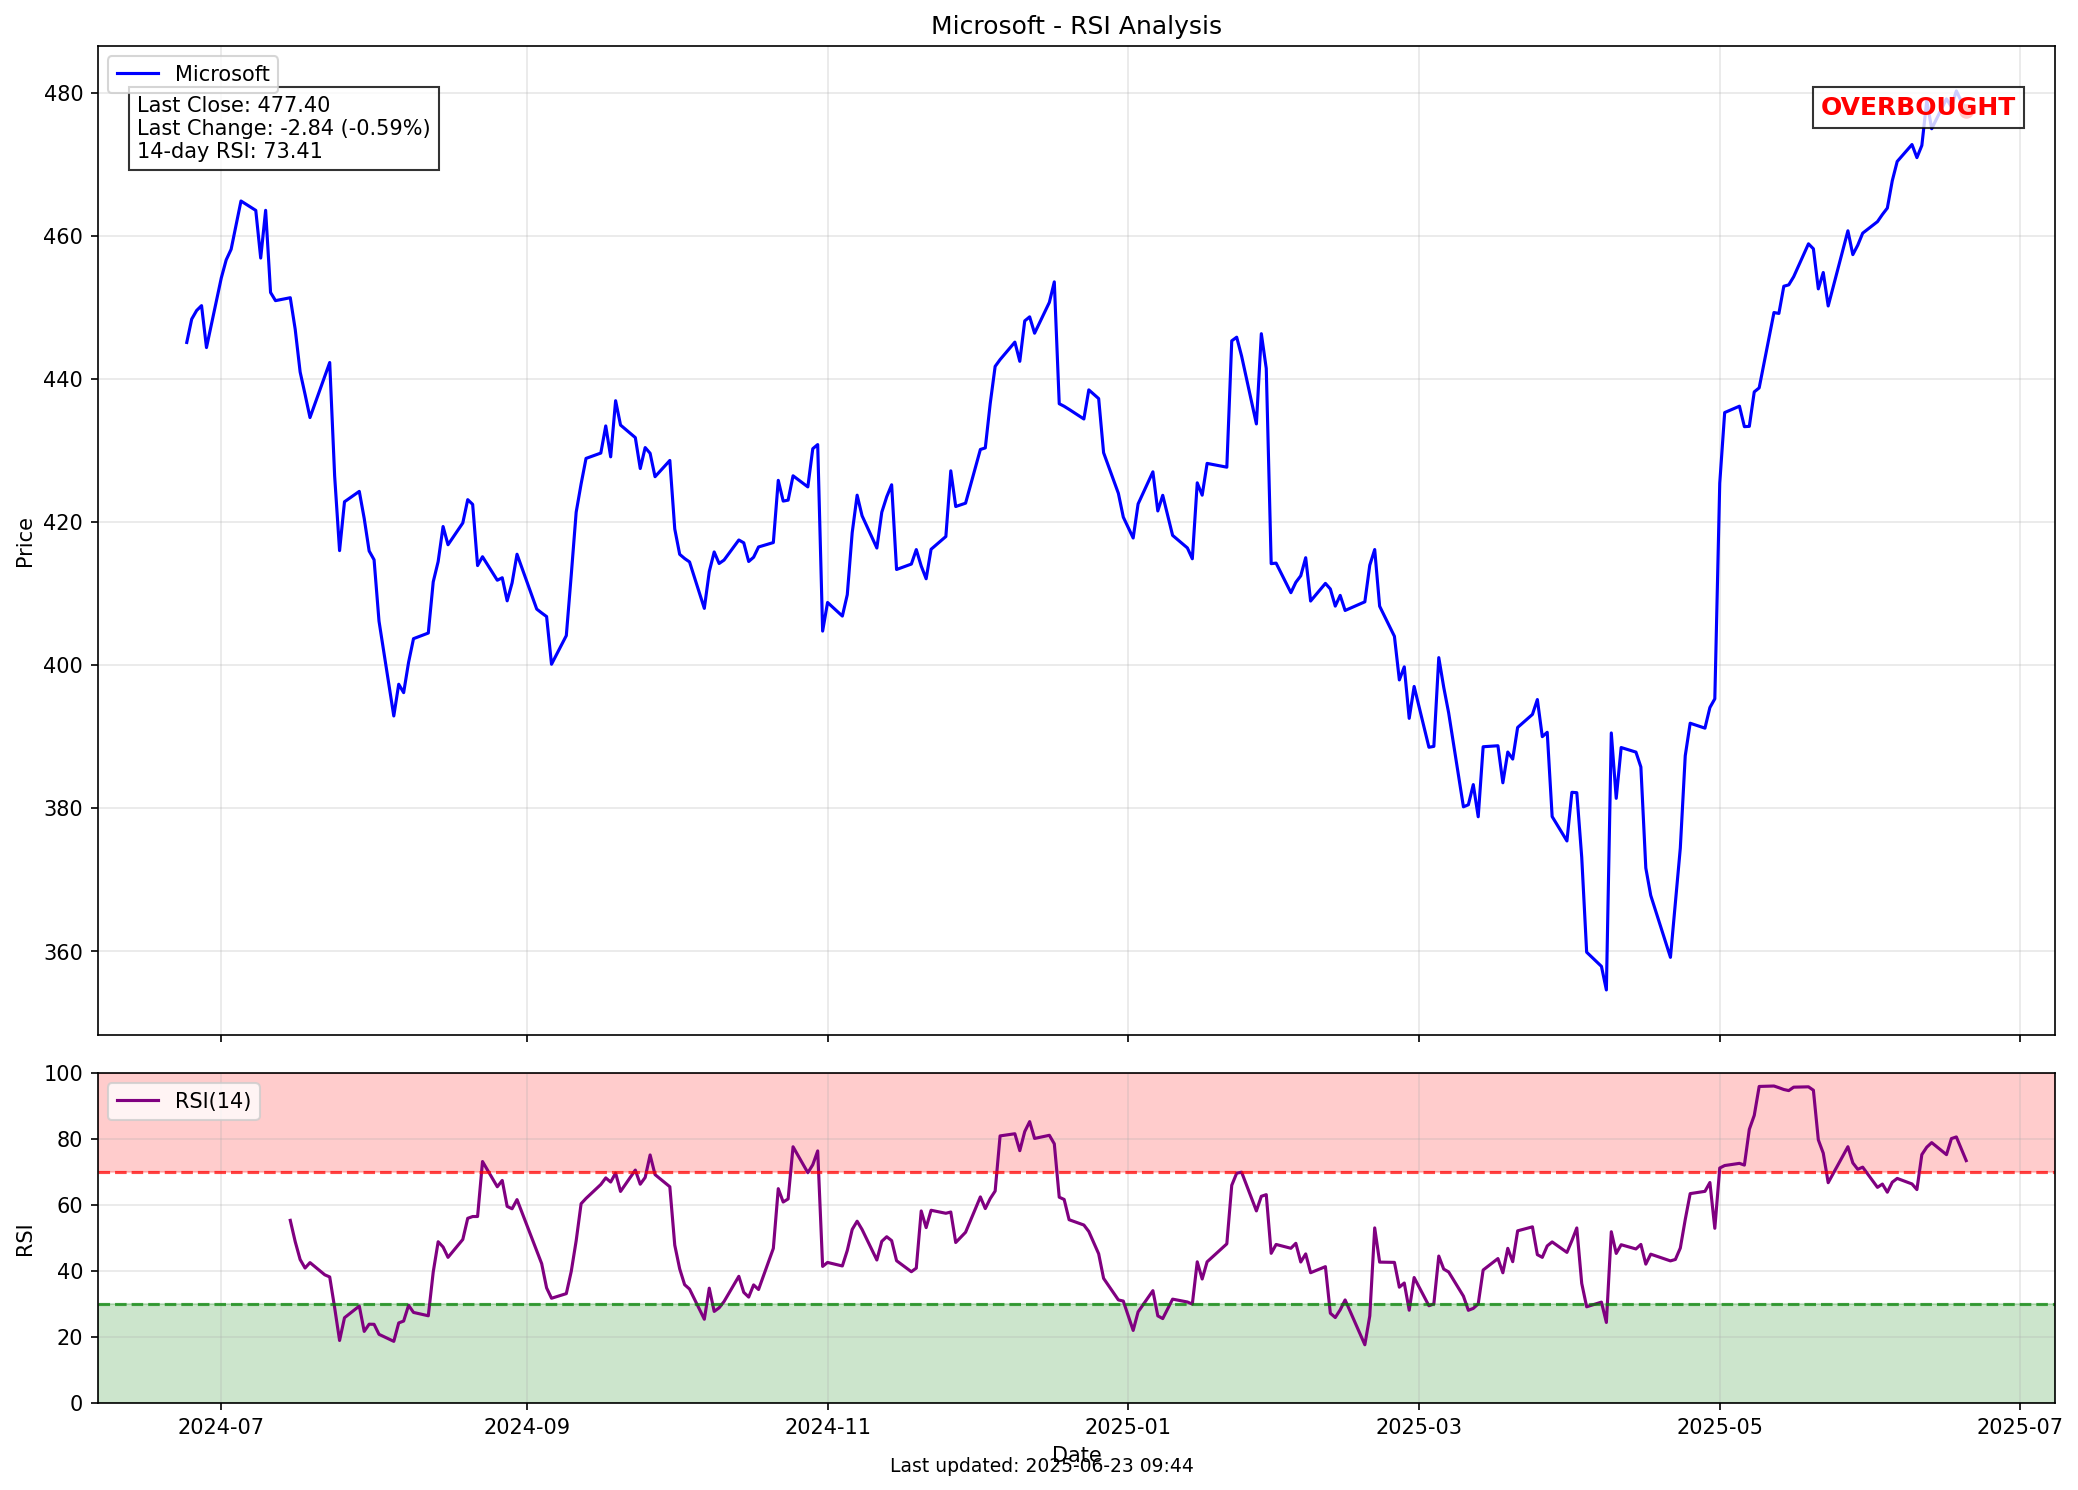 Microsoft - RSI Analysis
Microsoft
Last Close: 477.40
Last Change: -2.84 (-0.59%)
14-day RSI: 73.41
OVERBOUGHT
Price
480
460
440
420
400
380
360
RSI(14)
RSI
100
80
60
40
20
0
2024-07
2024-09
2024-11
2025-01
2025-03
2025-05
2025-07
Date
Last updated: 2025-06-23 09:44